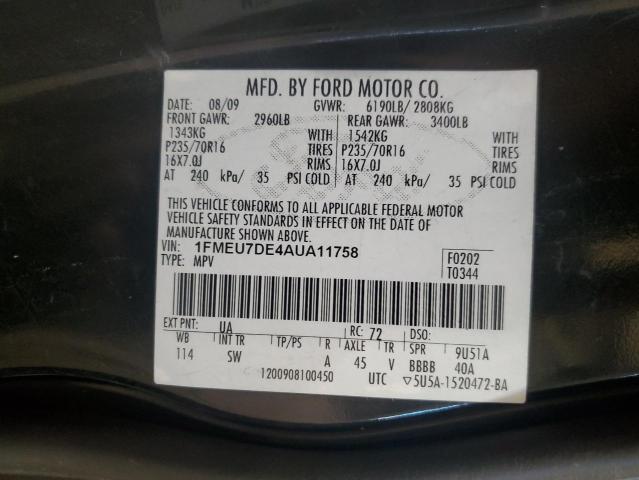 MFD. BY FORD MOTOR CO.
DATE: 08/09 GVWR: 6190LB/ 2808KG
FRONT GAWR: 2960LB REAR GAWR: 3400LB
1343KG WITH 1542KG WITH
P235/70R16 TIRES P235/70R16 TIRES
16X7.0J RIMS 16X7.0J RIMS
AT 240 kPa/ 35 PSI COLD AT 240 kPa/ 35 PSI COLD
THIS VEHICLE CONFORMS TO ALL APPLICABLE FEDERAL MOTOR
VEHICLE SAFETY STANDARDS IN EFFECT ON THE DATE OF
MANUFACTURE SHOWN ABOVE.
VIN: 1FMEU7DE4AUA11758 F0202
TYPE: MPV T0344
EXT PNT: UA RC: 72 DSO:
WB INT TR TP/PS R AXLE TR SPR 9U51A
114 SW A 45 V BBBB 40A
1200908100450 UTC ▽5U5A-1520472-BA